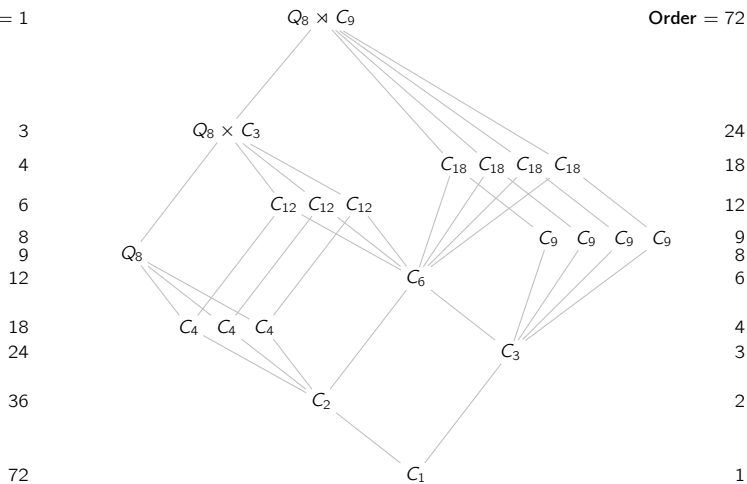 = 1 Q₈ ⋊ C₉ Order = 72
3 Q₈ × C₃ 24
4 C₁₈ C₁₈ C₁₈ C₁₈ 18
6 C₁₂ C₁₂ C₁₂ 12
8 C₉ C₉ C₉ C₉ 9
9 Q₈ 8
12 C₆ 6
18 C₄ C₄ C₄ 4
24 C₃ 3
36 C₂ 2
72 C₁ 1